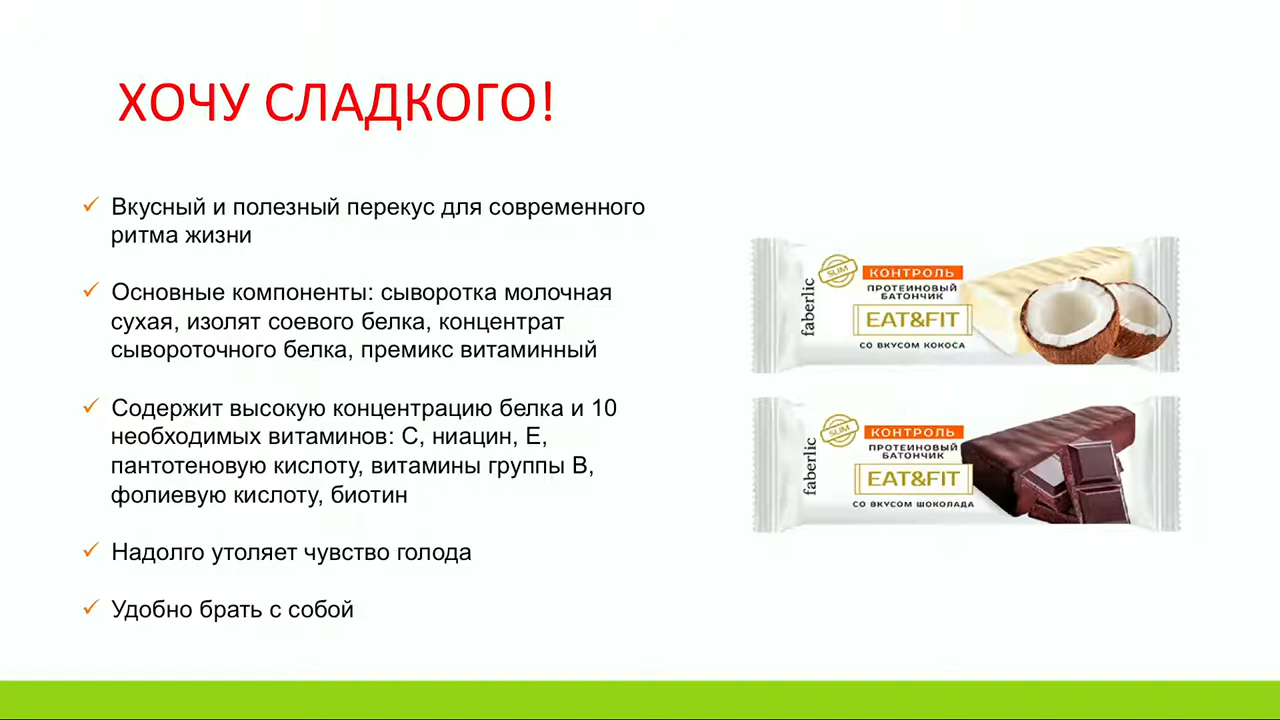 ХОЧУ СЛАДКОГО!
Вкусный и полезный перекус для современного
ритма жизни
Основные компоненты: сыворотка молочная
сухая, изолят соевого белка, концентрат
сывороточного белка, премикс витаминный
Содержит высокую концентрацию белка и 10
необходимых витаминов: С, ниацин, Е,
пантотеновую кислоту, витамины группы В,
фолиевую кислоту, биотин
Надолго утоляет чувство голода
Удобно брать с собой
faberlic
SLIM
КОНТРОЛЬ
ПРОТЕИНОВЫЙ
БАТОНЧИК
EAT&FIT
СО ВКУСОМ КОКОСА
faberlic
SLIM
КОНТРОЛЬ
ПРОТЕИНОВЫЙ
БАТОНЧИК
EAT&FIT
СО ВКУСОМ ШОКОЛАДА